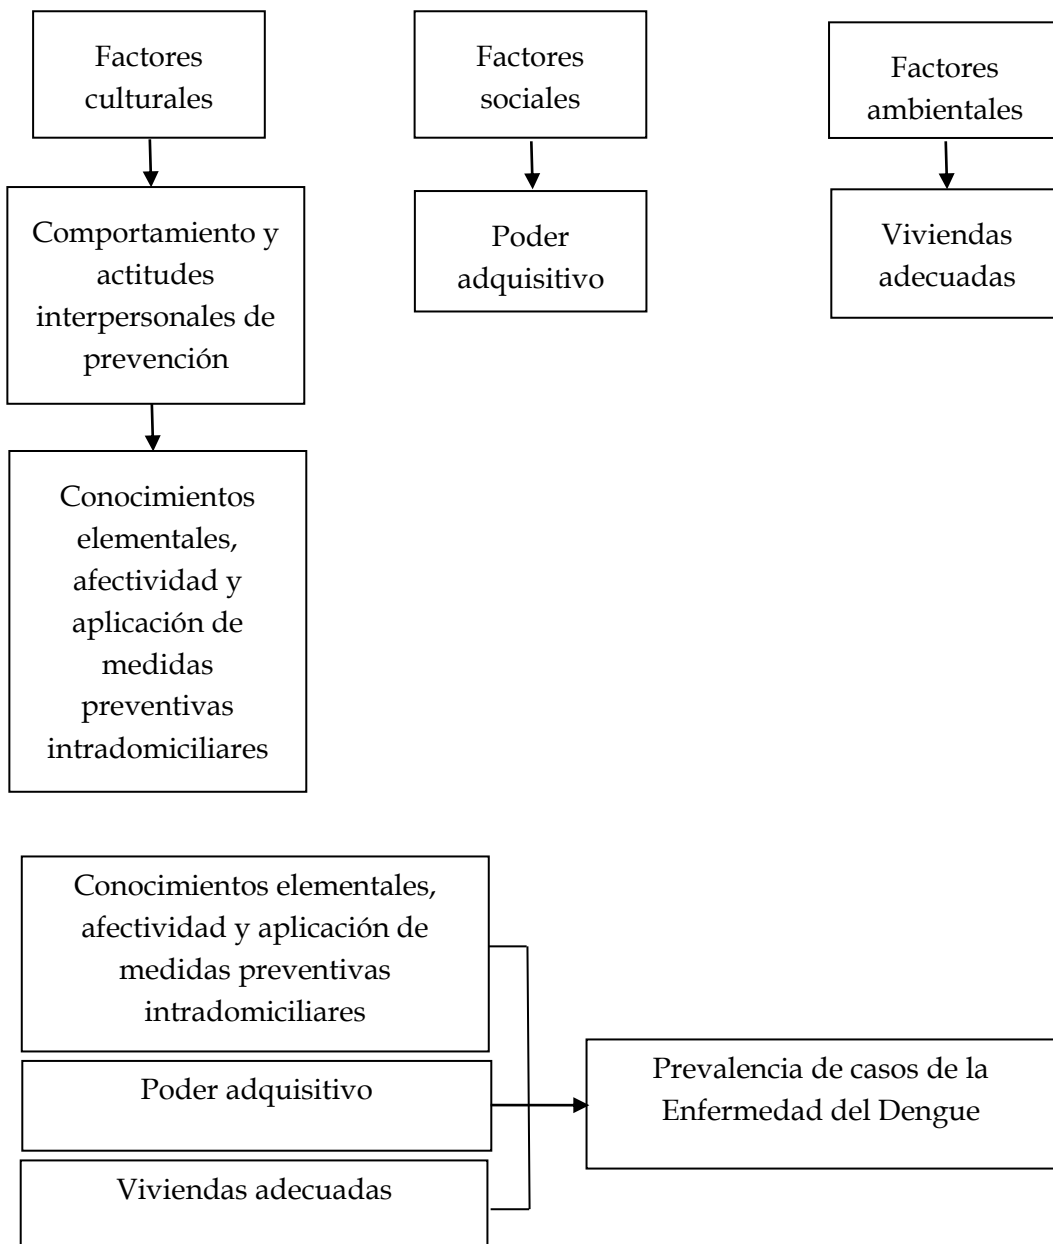 Factores
culturales
Factores
sociales
Factores
ambientales
Comportamiento y
actitudes
interpersonales de
prevención
Poder
adquisitivo
Viviendas
adecuadas
Conocimientos
elementales,
afectividad y
aplicación de
medidas
preventivas
intradomiciliares
Conocimientos elementales,
afectividad y aplicación de
medidas preventivas
intradomiciliares
Poder adquisitivo
Viviendas adecuadas
Prevalencia de casos de la
Enfermedad del Dengue